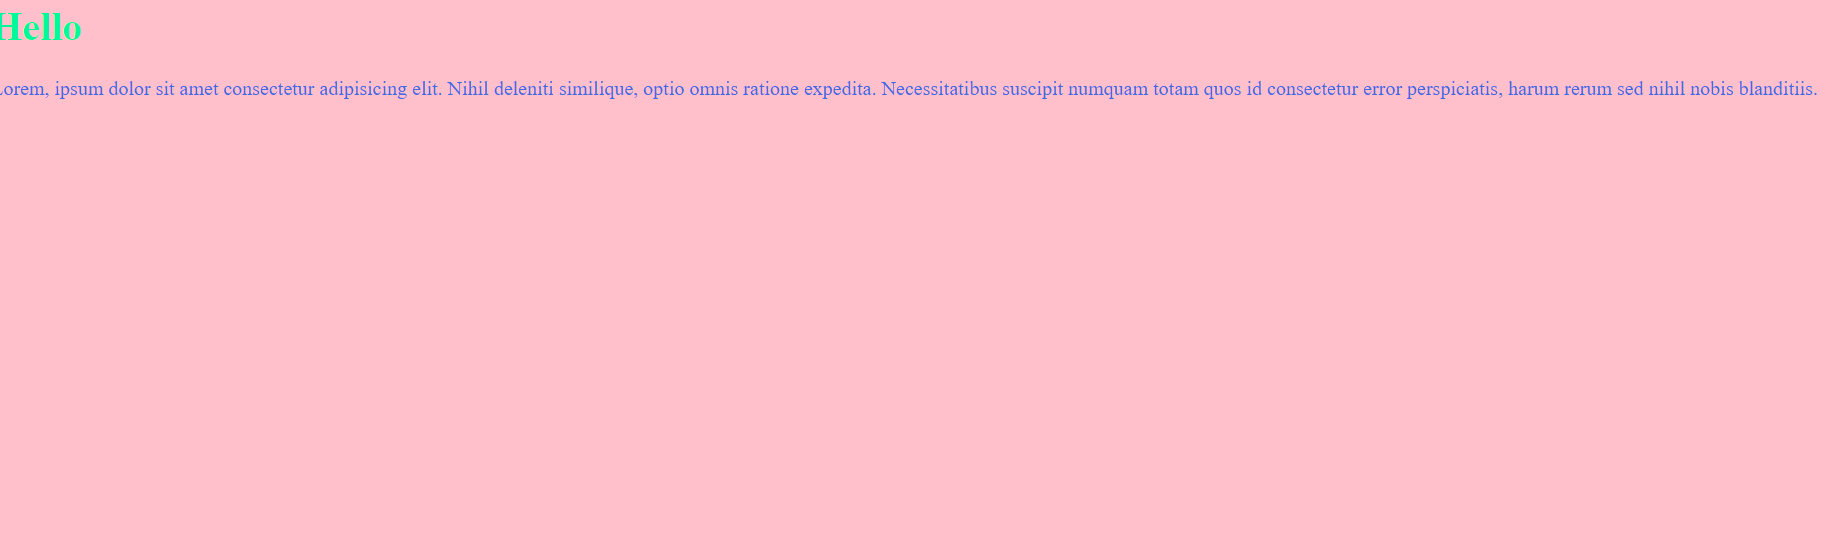 Hello
Lorem, ipsum dolor sit amet consectetur adipisicing elit. Nihil deleniti similique, optio omnis ratione expedita. Necessitatibus suscipit numquam totam quos id consectetur error perspiciatis, harum rerum sed nihil nobis blanditiis.